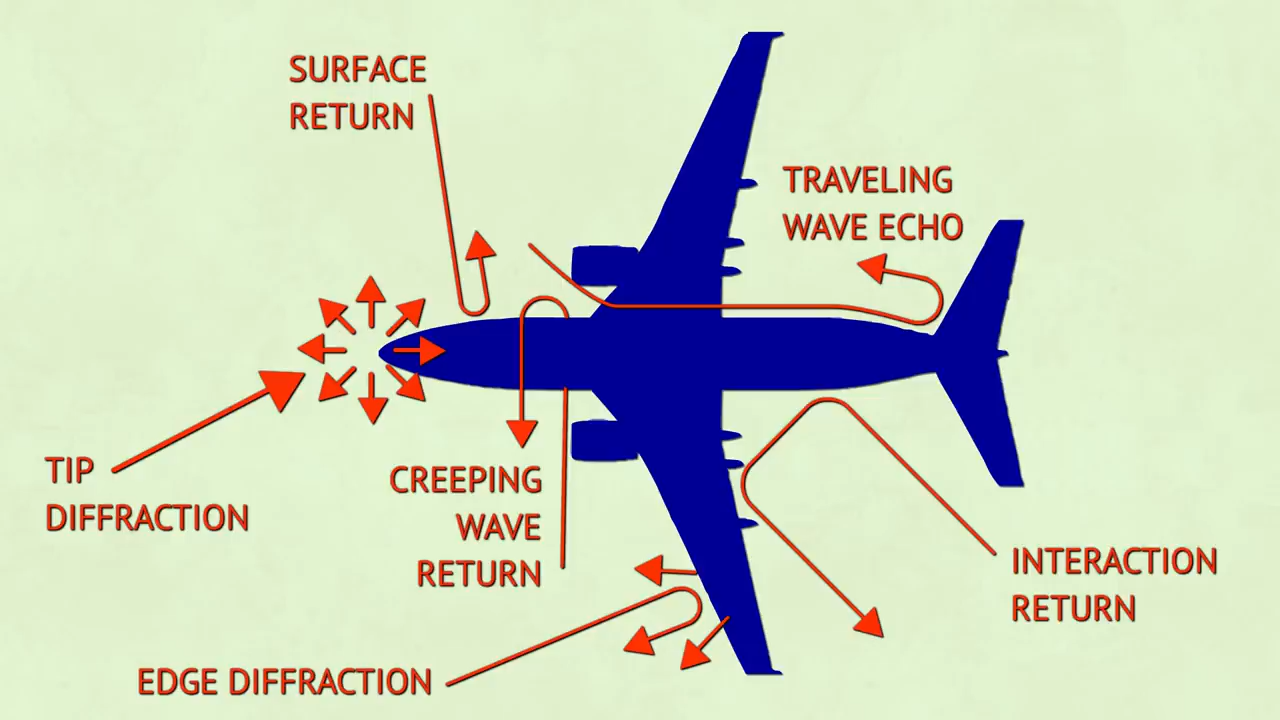 SURFACE
RETURN
TRAVELING
WAVE ECHO
TIP
DIFFRACTION
CREEPING
WAVE
RETURN
INTERACTION
RETURN
EDGE DIFFRACTION